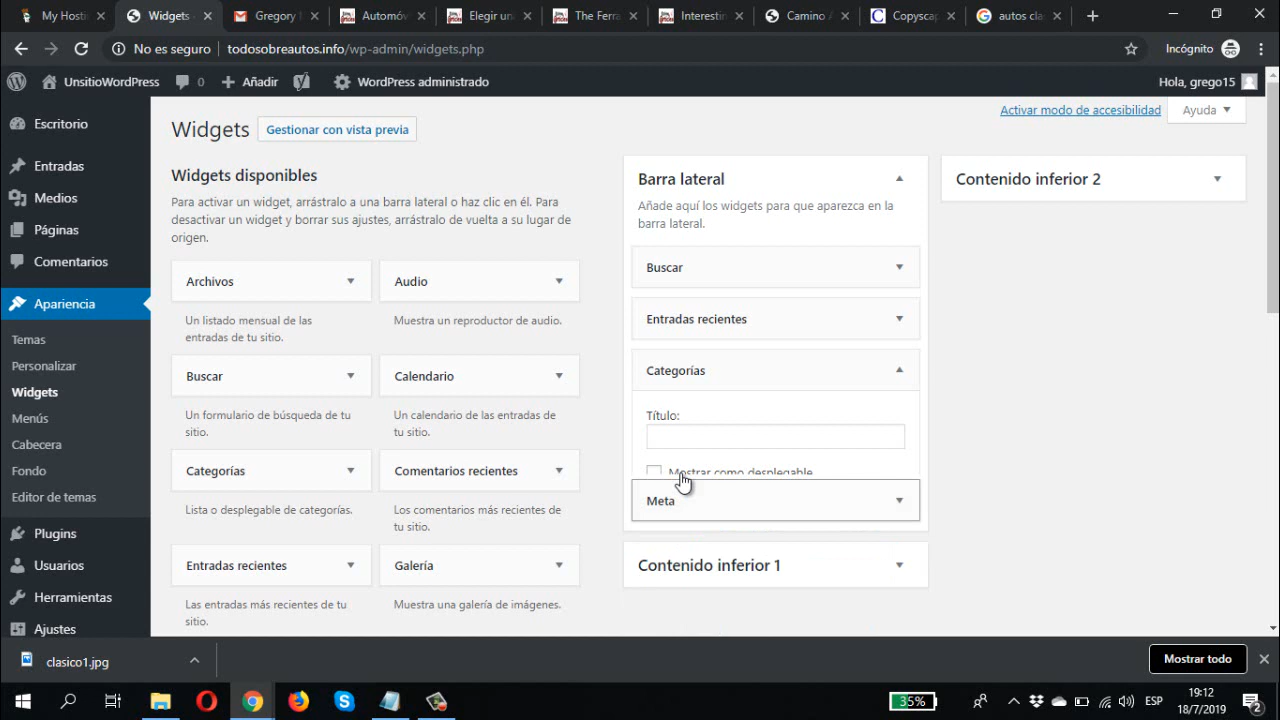 My Hosti
Widgets
Gregory
Automóv
Elegir un
The Ferra
Interestin
Camino
Copyscap
autos cla
No es seguro
todosobreautos.info/wp-admin/widgets.php
Incógnito
UnsitioWordPress
0
Añadir
WordPress administrado
Hola, grego15
Escritorio
Entradas
Medios
Páginas
Comentarios
Apariencia
Temas
Personalizar
Widgets
Menús
Cabecera
Fondo
Editor de temas
Plugins
Usuarios
Herramientas
Ajustes
Activar modo de accesibilidad
Ayuda
Widgets
Gestionar con vista previa
Widgets disponibles
Para activar un widget, arrástralo a una barra lateral o haz clic en él. Para
desactivar un widget y borrar sus ajustes, arrástralo de vuelta a su lugar de
origen.
Archivos
Un listado mensual de las
entradas de tu sitio.
Audio
Muestra un reproductor de audio.
Buscar
Un formulario de búsqueda de tu
sitio.
Calendario
Un calendario de las entradas de
tu sitio.
Categorías
Lista o desplegable de categorías.
Comentarios recientes
Los comentarios más recientes de
tu sitio.
Entradas recientes
Las entradas más recientes de tu
sitio.
Galería
Muestra una galería de imágenes.
Barra lateral
Añade aquí los widgets para que aparezca en la
barra lateral.
Buscar
Entradas recientes
Categorías
Título:
Mostrar como desplegable
Meta
Contenido inferior 1
Contenido inferior 2
clasico1.jpg
Mostrar todo
35%
ESP
19:12
18/7/2019
2